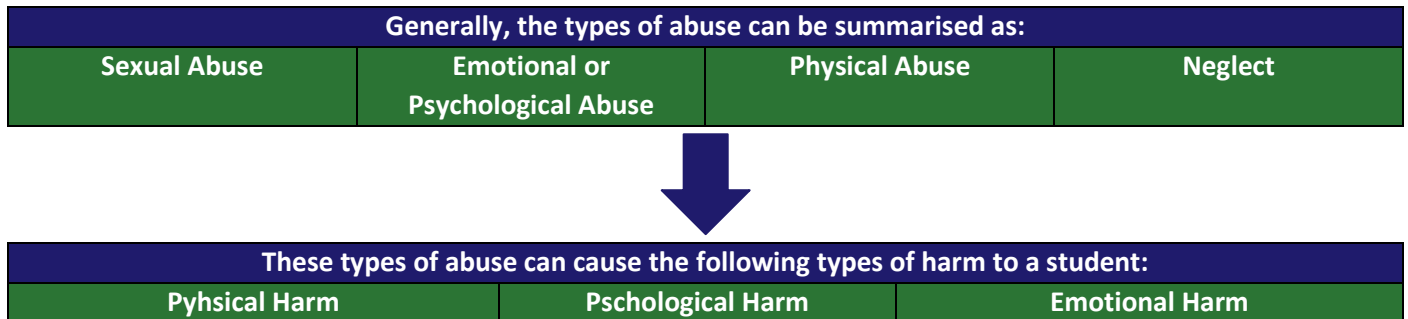 Generally, the types of abuse can be summarised as:
Sexual Abuse
Emotional or
Psychological Abuse
Physical Abuse
Neglect
These types of abuse can cause the following types of harm to a student:
Pyhsical Harm
Pschological Harm
Emotional Harm